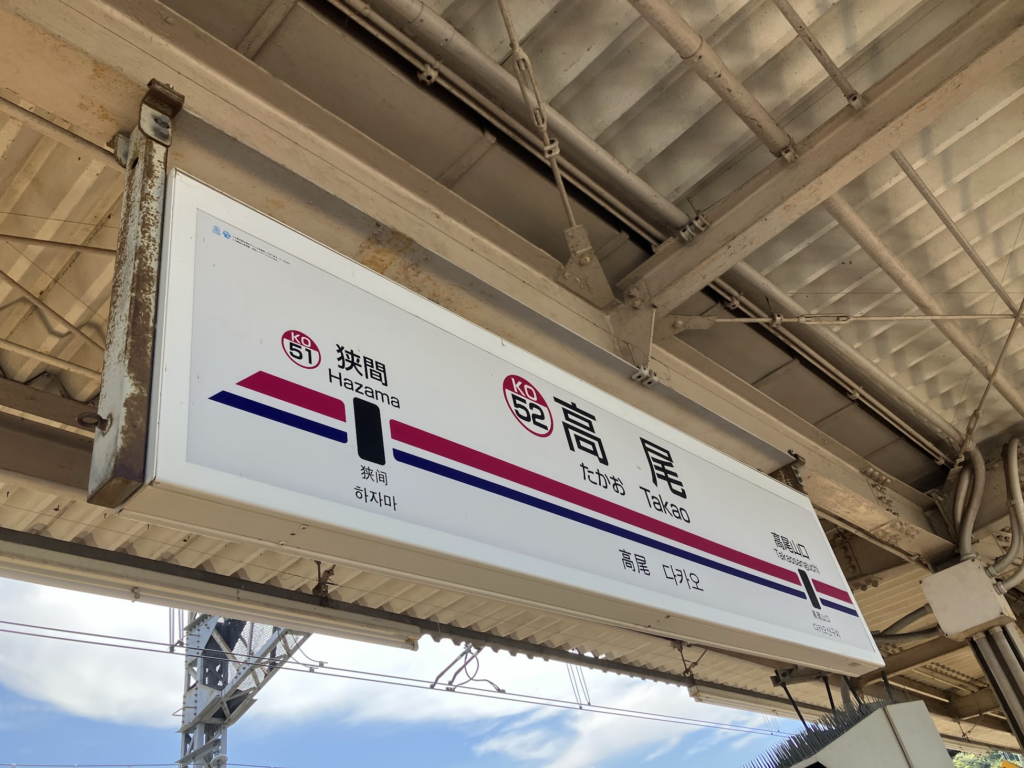 KO
51
狭間
Hazama
狭间
하자마
KO
52
高尾
たかお Takao
高尾 다카오
高尾山口
Takaosanguchi